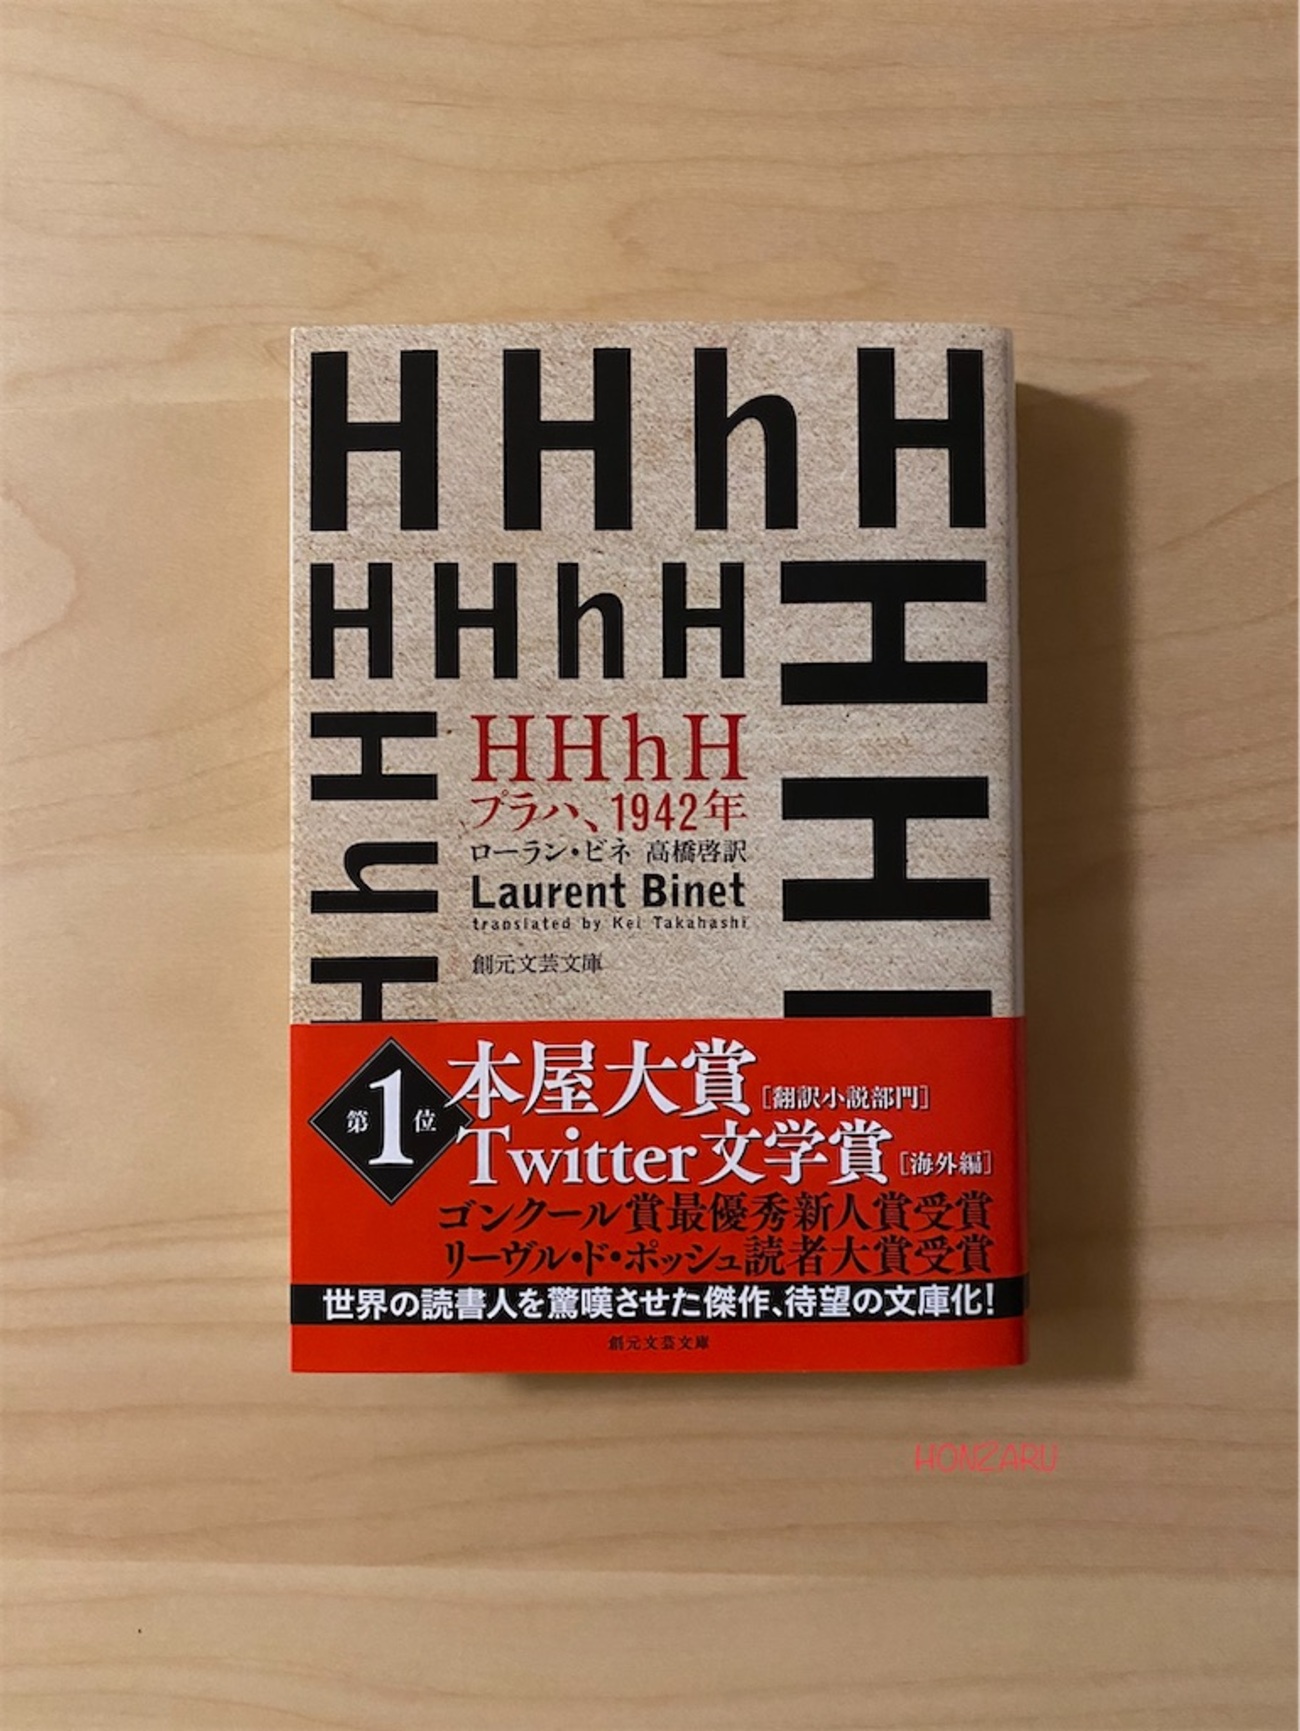 HHhH
HHhH
HHhH
HHH
HHhH
プラハ、1942年
ローラン・ビネ 高橋啓訳
Laurent Binet
translated by Kei Takahashi
創元文芸文庫
第1位
本屋大賞[翻訳小説部門]
Twitter文学賞[海外編]
ゴンクール賞最優秀新人賞受賞
リーヴル・ド・ポッシュ読者大賞受賞
世界の読書人を驚嘆させた傑作、待望の文庫化!
創元文芸文庫
HONZARU